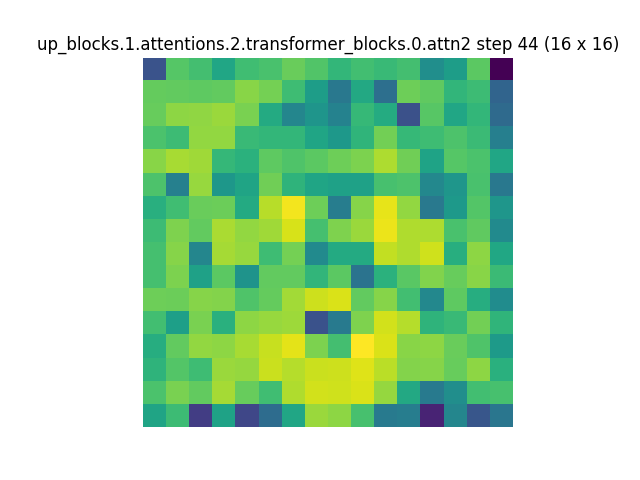 up_blocks.1.attentions.2.transformer_blocks.0.attn2 step 44 (16 x 16)